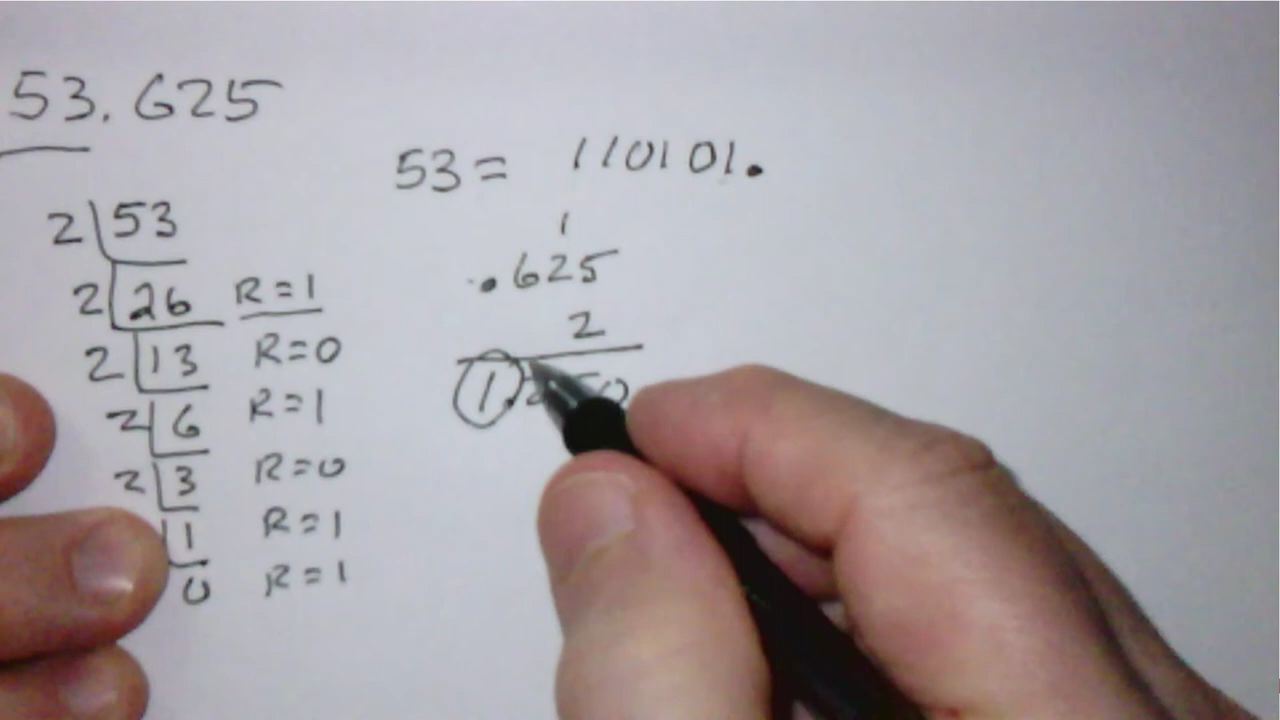 53.625
2 53
2 26 R=1
2 13 R=0
2 6 R=1
2 3 R=0
1 R=1
0 R=1
53= 110101.
1
.625
2
1.